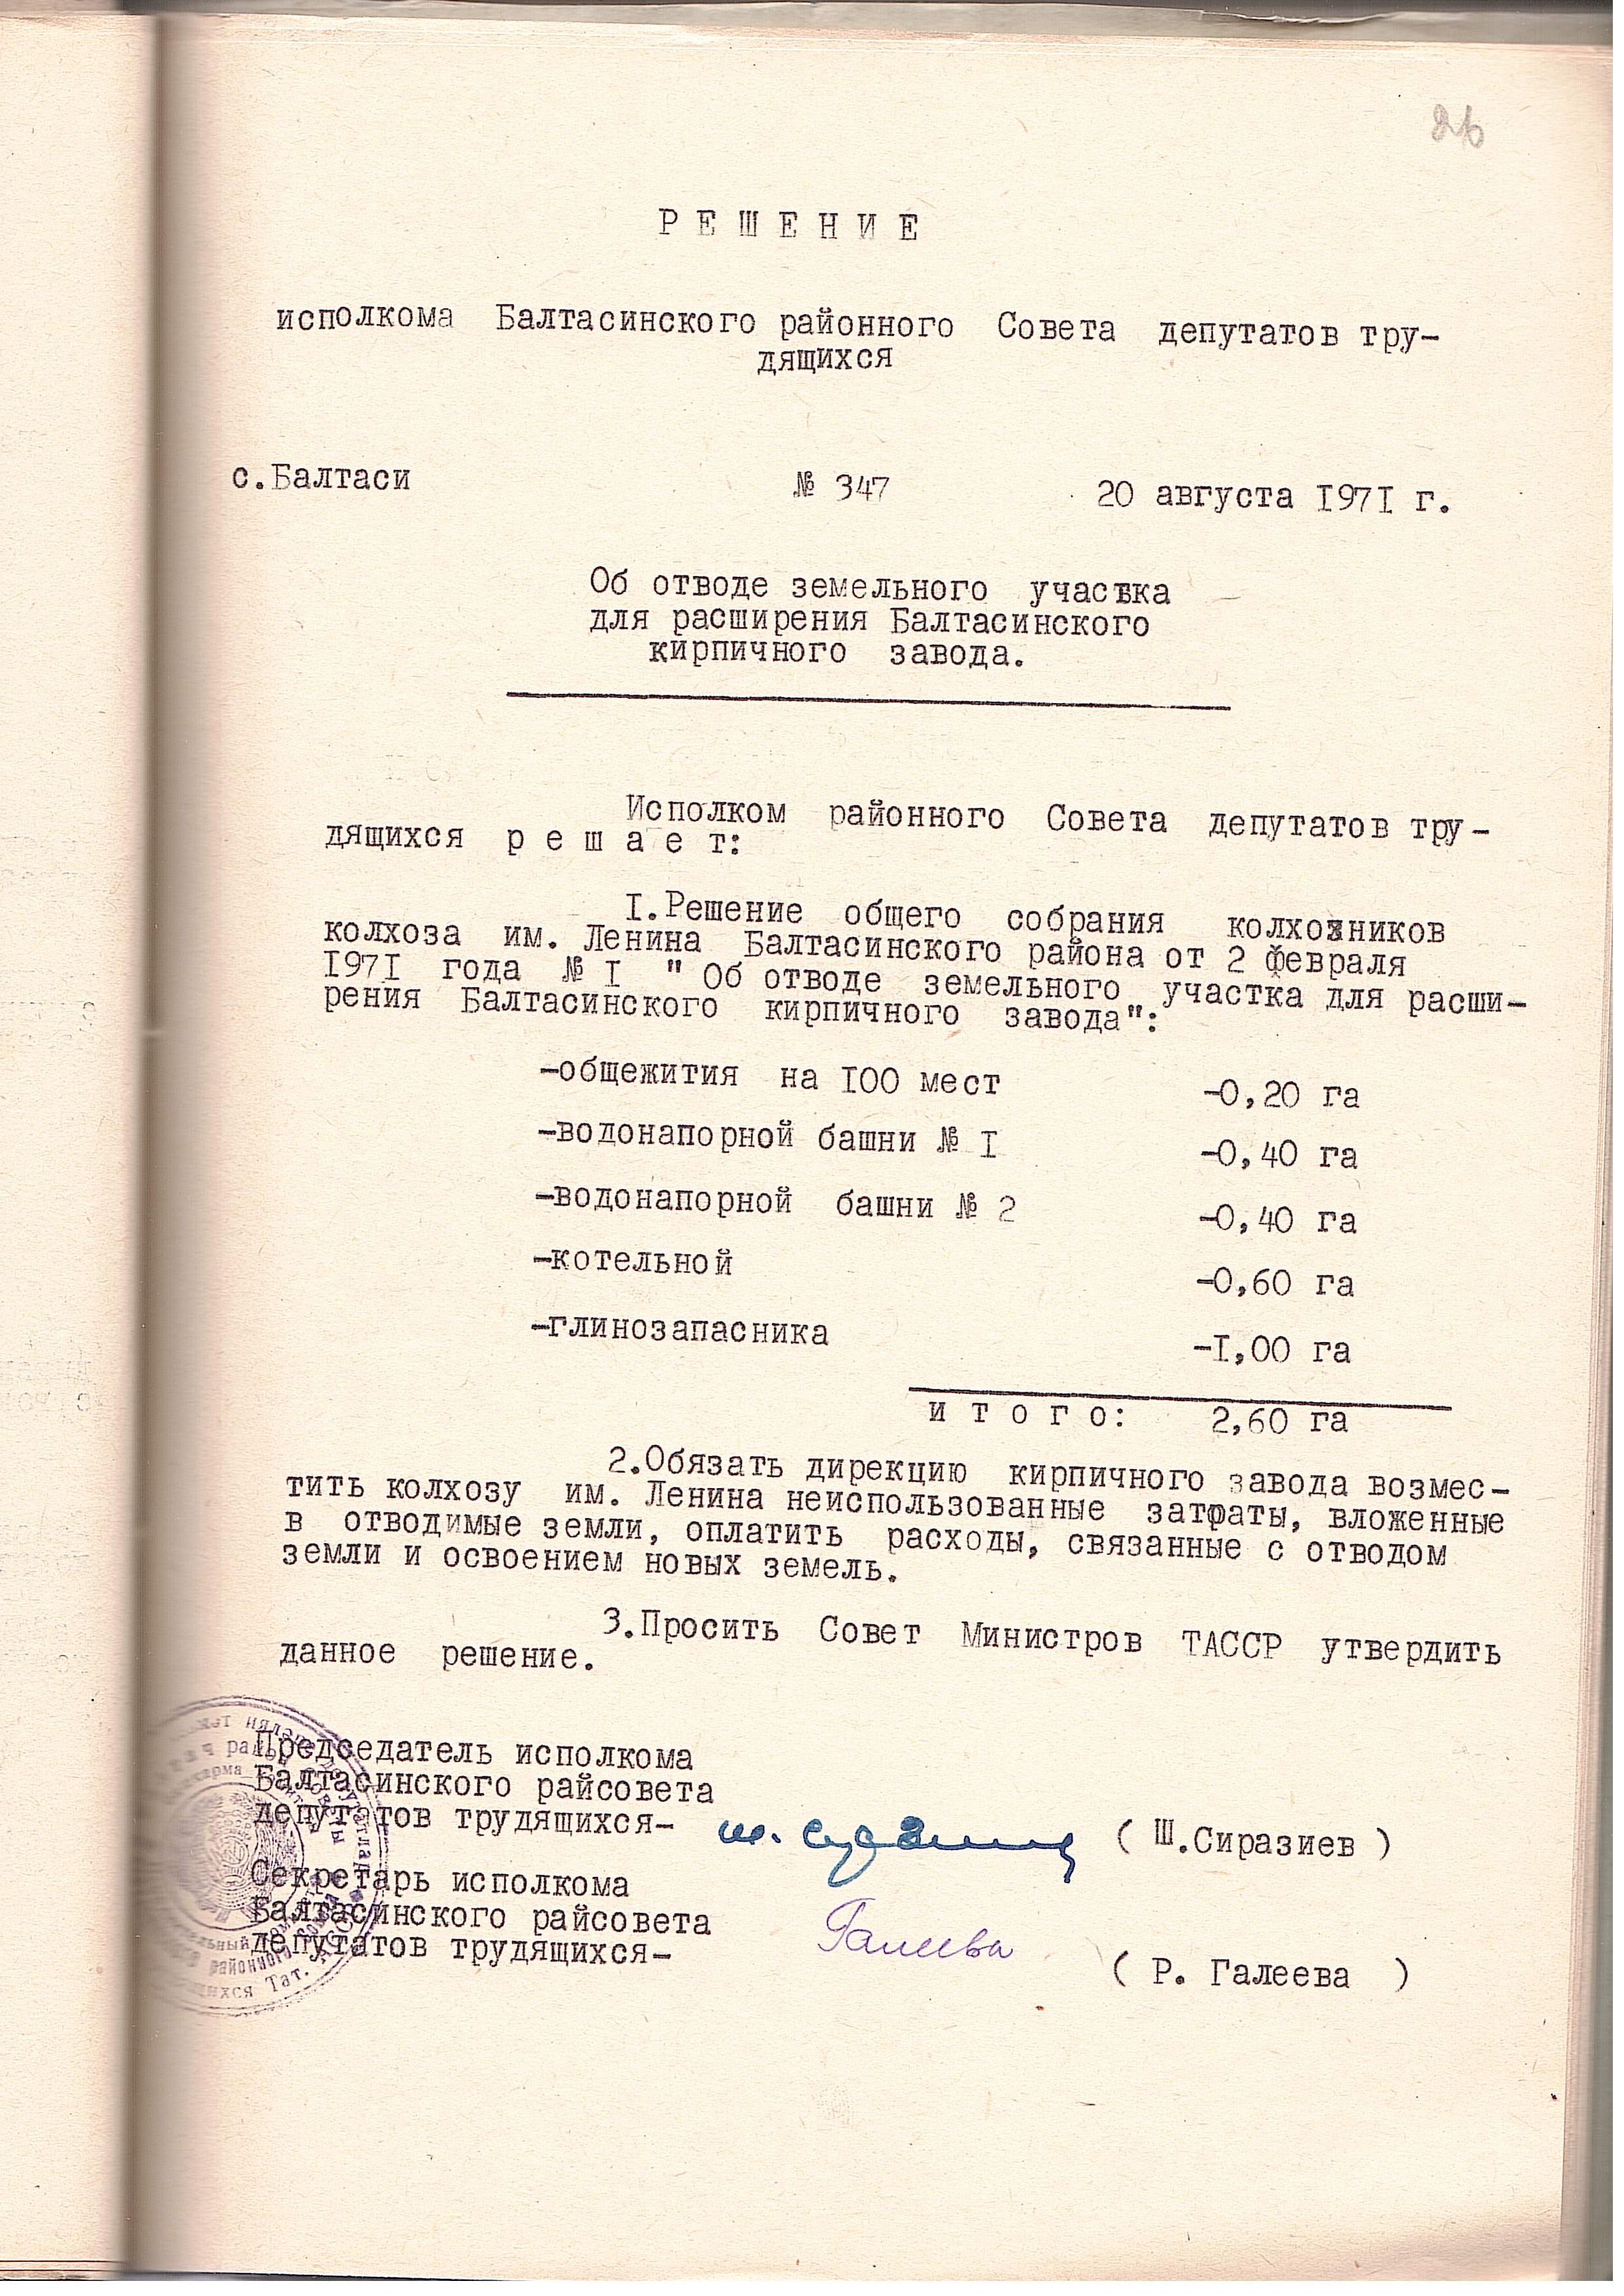 26
РЕШЕНИЕ
исполкома Балтасинского районного Совета депутатов тру-
дящихся
с.Балтаси № 347 20 августа 1971 г.
Об отводе земельного участка
для расширения Балтасинского
кирпичного завода.
Исполком районного Совета депутатов тру-
дящихся р е ш а е т:
1.Решение общего собрания колхозников
колхоза им. Ленина Балтасинского района от 2 февраля
1971 года № 1 " Об отводе земельного участка для расши-
рения Балтасинского кирпичного завода":
-общежития на 100 мест -0,20 га
-водонапорной башни № 1 -0,40 га
-водонапорной башни № 2 -0,40 га
-котельной -0,60 га
-глинозапасника -1,00 га
и т о г о: 2,60 га
2.Обязать дирекцию кирпичного завода возмес-
тить колхозу им. Ленина неиспользованные затраты, вложенные
в отводимые земли, оплатить расходы, связанные с отводом
земли и освоением новых земель.
3.Просить Совет Министров ТАССР утвердить
данное решение.
Председатель исполкома
Балтасинского райсовета
депутатов трудящихся- ( Ш.Сиразиев )
Секретарь исполкома
Балтасинского райсовета
депутатов трудящихся- Галеева ( Р. Галеева )